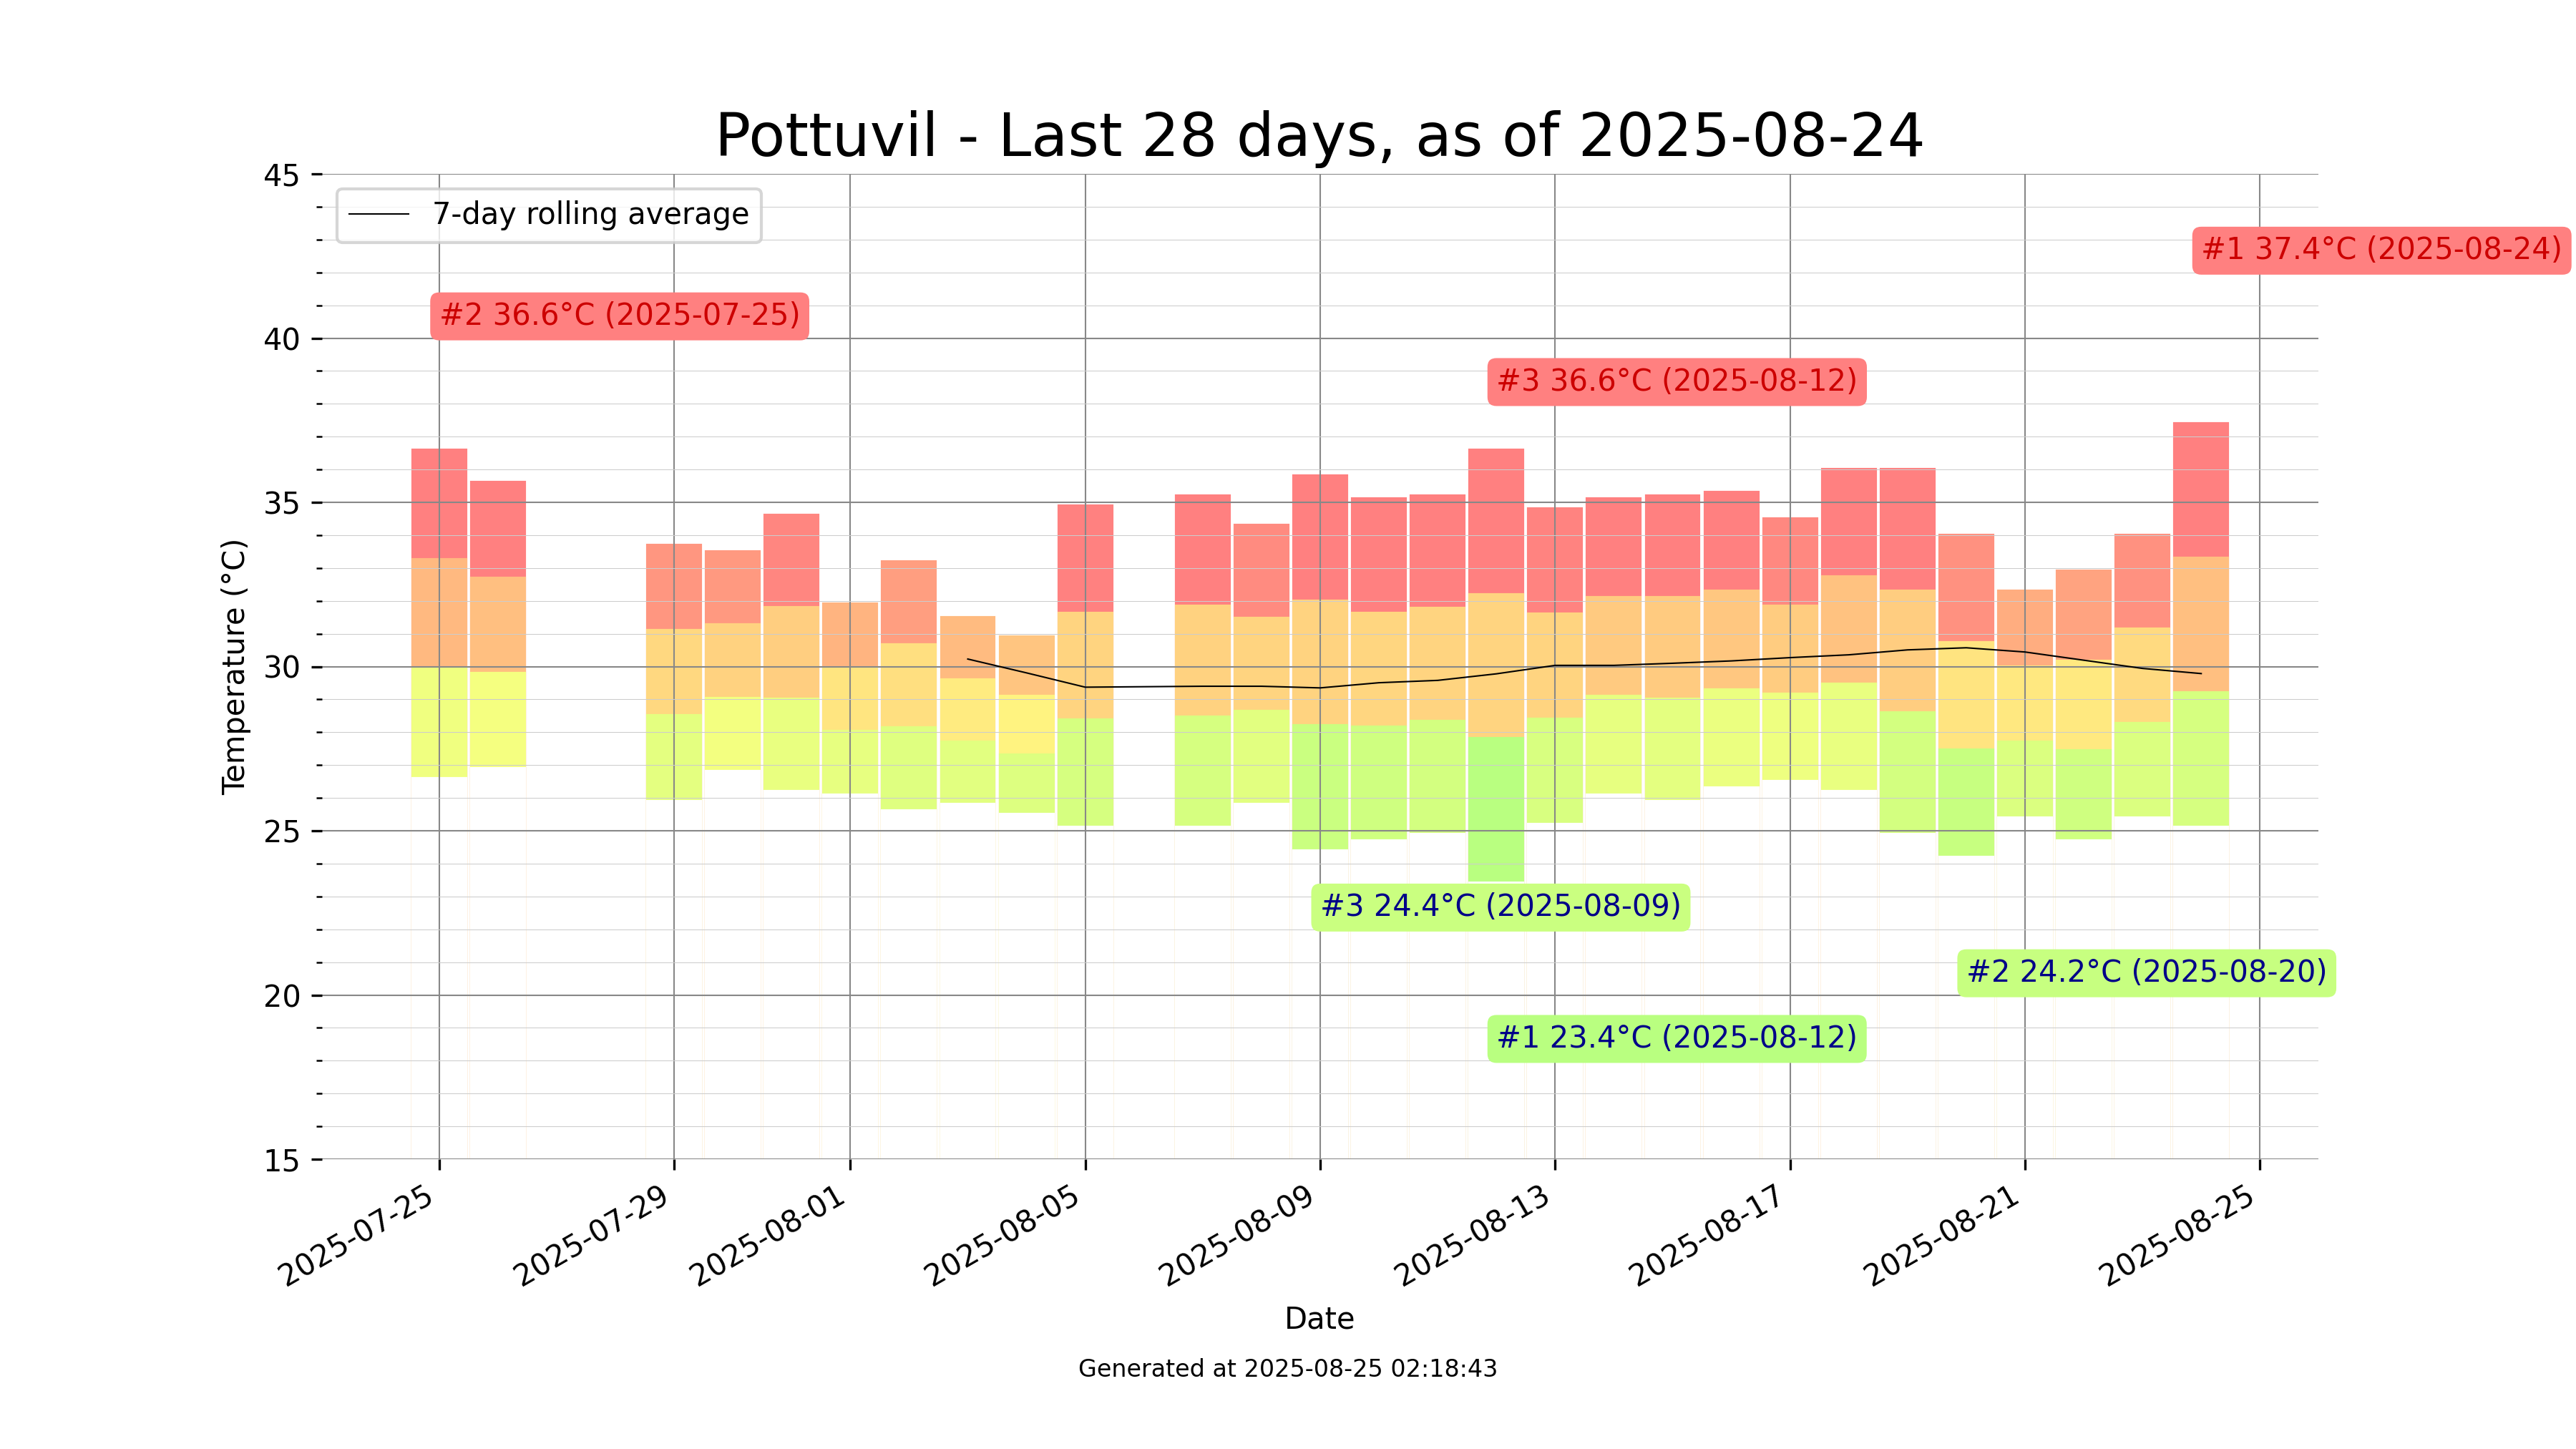 Pottuvil - Last 28 days, as of 2025-08-24
45
7-day rolling average
#1 37.4°C (2025-08-24)
#2 36.6°C (2025-07-25)
40
#3 36.6°C (2025-08-12)
35
30
Temperature (°C)
25
#3 24.4°C (2025-08-09)
#2 24.2°C (2025-08-20)
20
#1 23.4°C (2025-08-12)
15
2025-07-25
2025-07-29
2025-08-01
2025-08-05
2025-08-09
2025-08-13
2025-08-17
2025-08-21
2025-08-25
Date
Generated at 2025-08-25 02:18:43